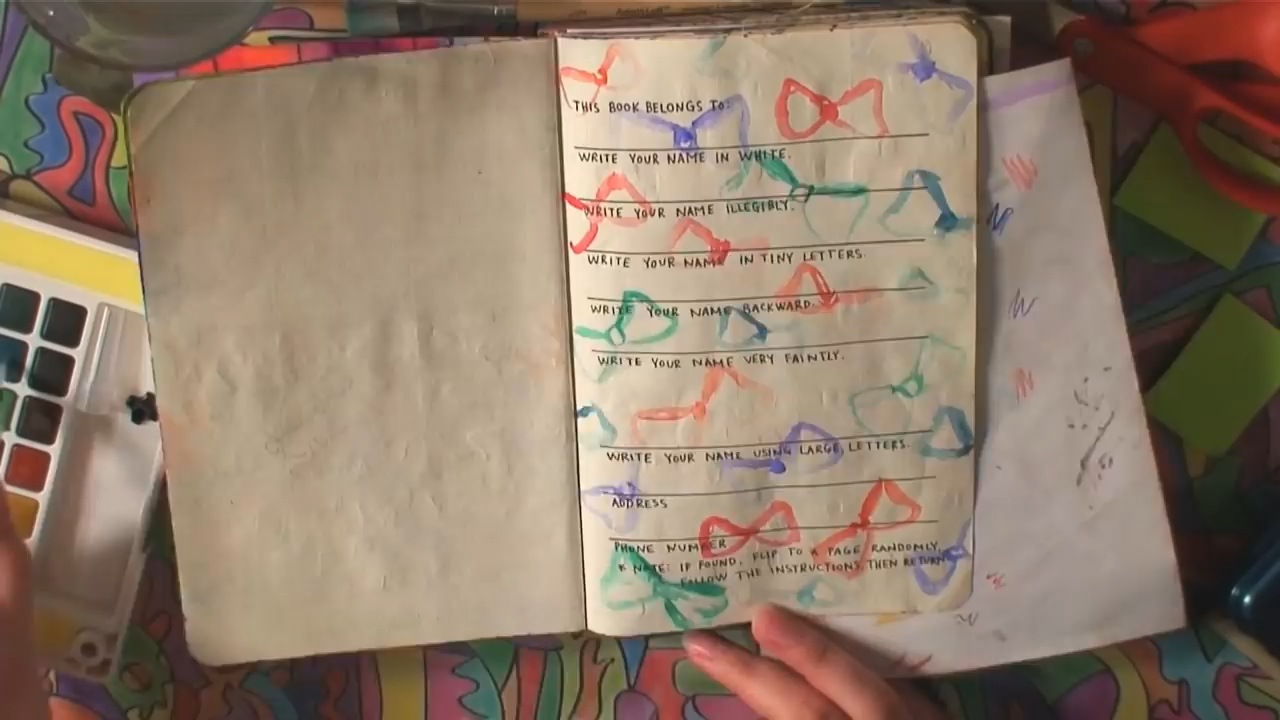 THIS BOOK BELONGS TO:
WRITE YOUR NAME IN WHITE.
WRITE YOUR NAME ILLEGIBLY.
WRITE YOUR NAME IN TINY LETTERS.
WRITE YOUR NAME BACKWARD.
WRITE YOUR NAME VERY FAINTLY.
WRITE YOUR NAME USING LARGE LETTERS.
ADDRESS
PHONE NUMBER
* NOTE: IF FOUND, FLIP TO A PAGE RANDOMLY,
FOLLOW THE INSTRUCTIONS, THEN RETURN.